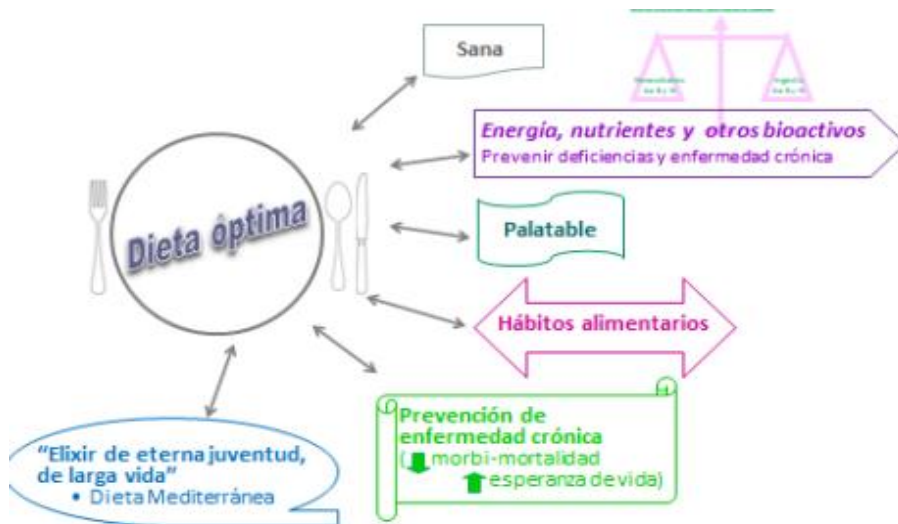 Sana
Energía, nutrientes y otros bioactivos
Prevenir deficiencias y enfermedad crónica
Dieta óptima
Palatable
Hábitos alimentarios
Prevención de
enfermedad crónica
(⬇ morbi-mortalidad
⬆ esperanza de vida)
“Elixir de eterna juventud,
de larga vida”
• Dieta Mediterránea